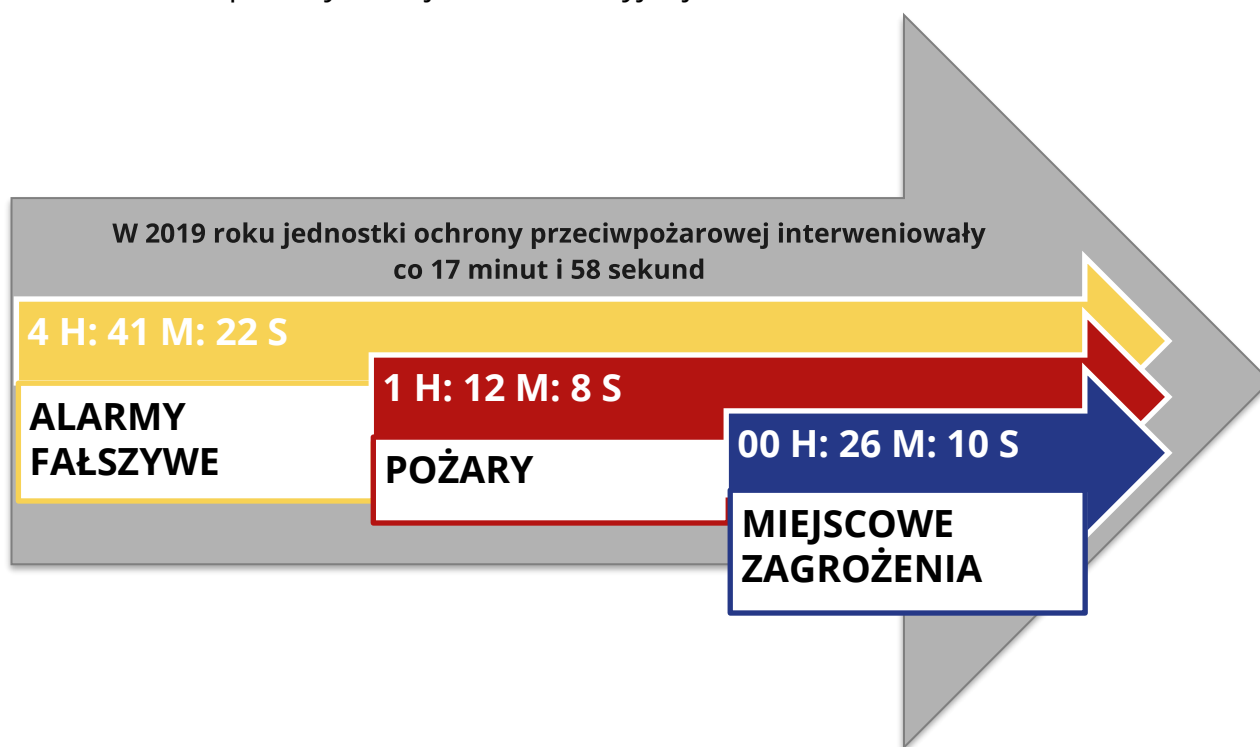 W 2019 roku jednostki ochrony przeciwpożarowej interweniowały
co 17 minut i 58 sekund
4 H: 41 M: 22 S
ALARMY
FAŁSZYWE
1 H: 12 M: 8 S
POŻARY
00 H: 26 M: 10 S
MIEJSCOWE
ZAGROŻENIA